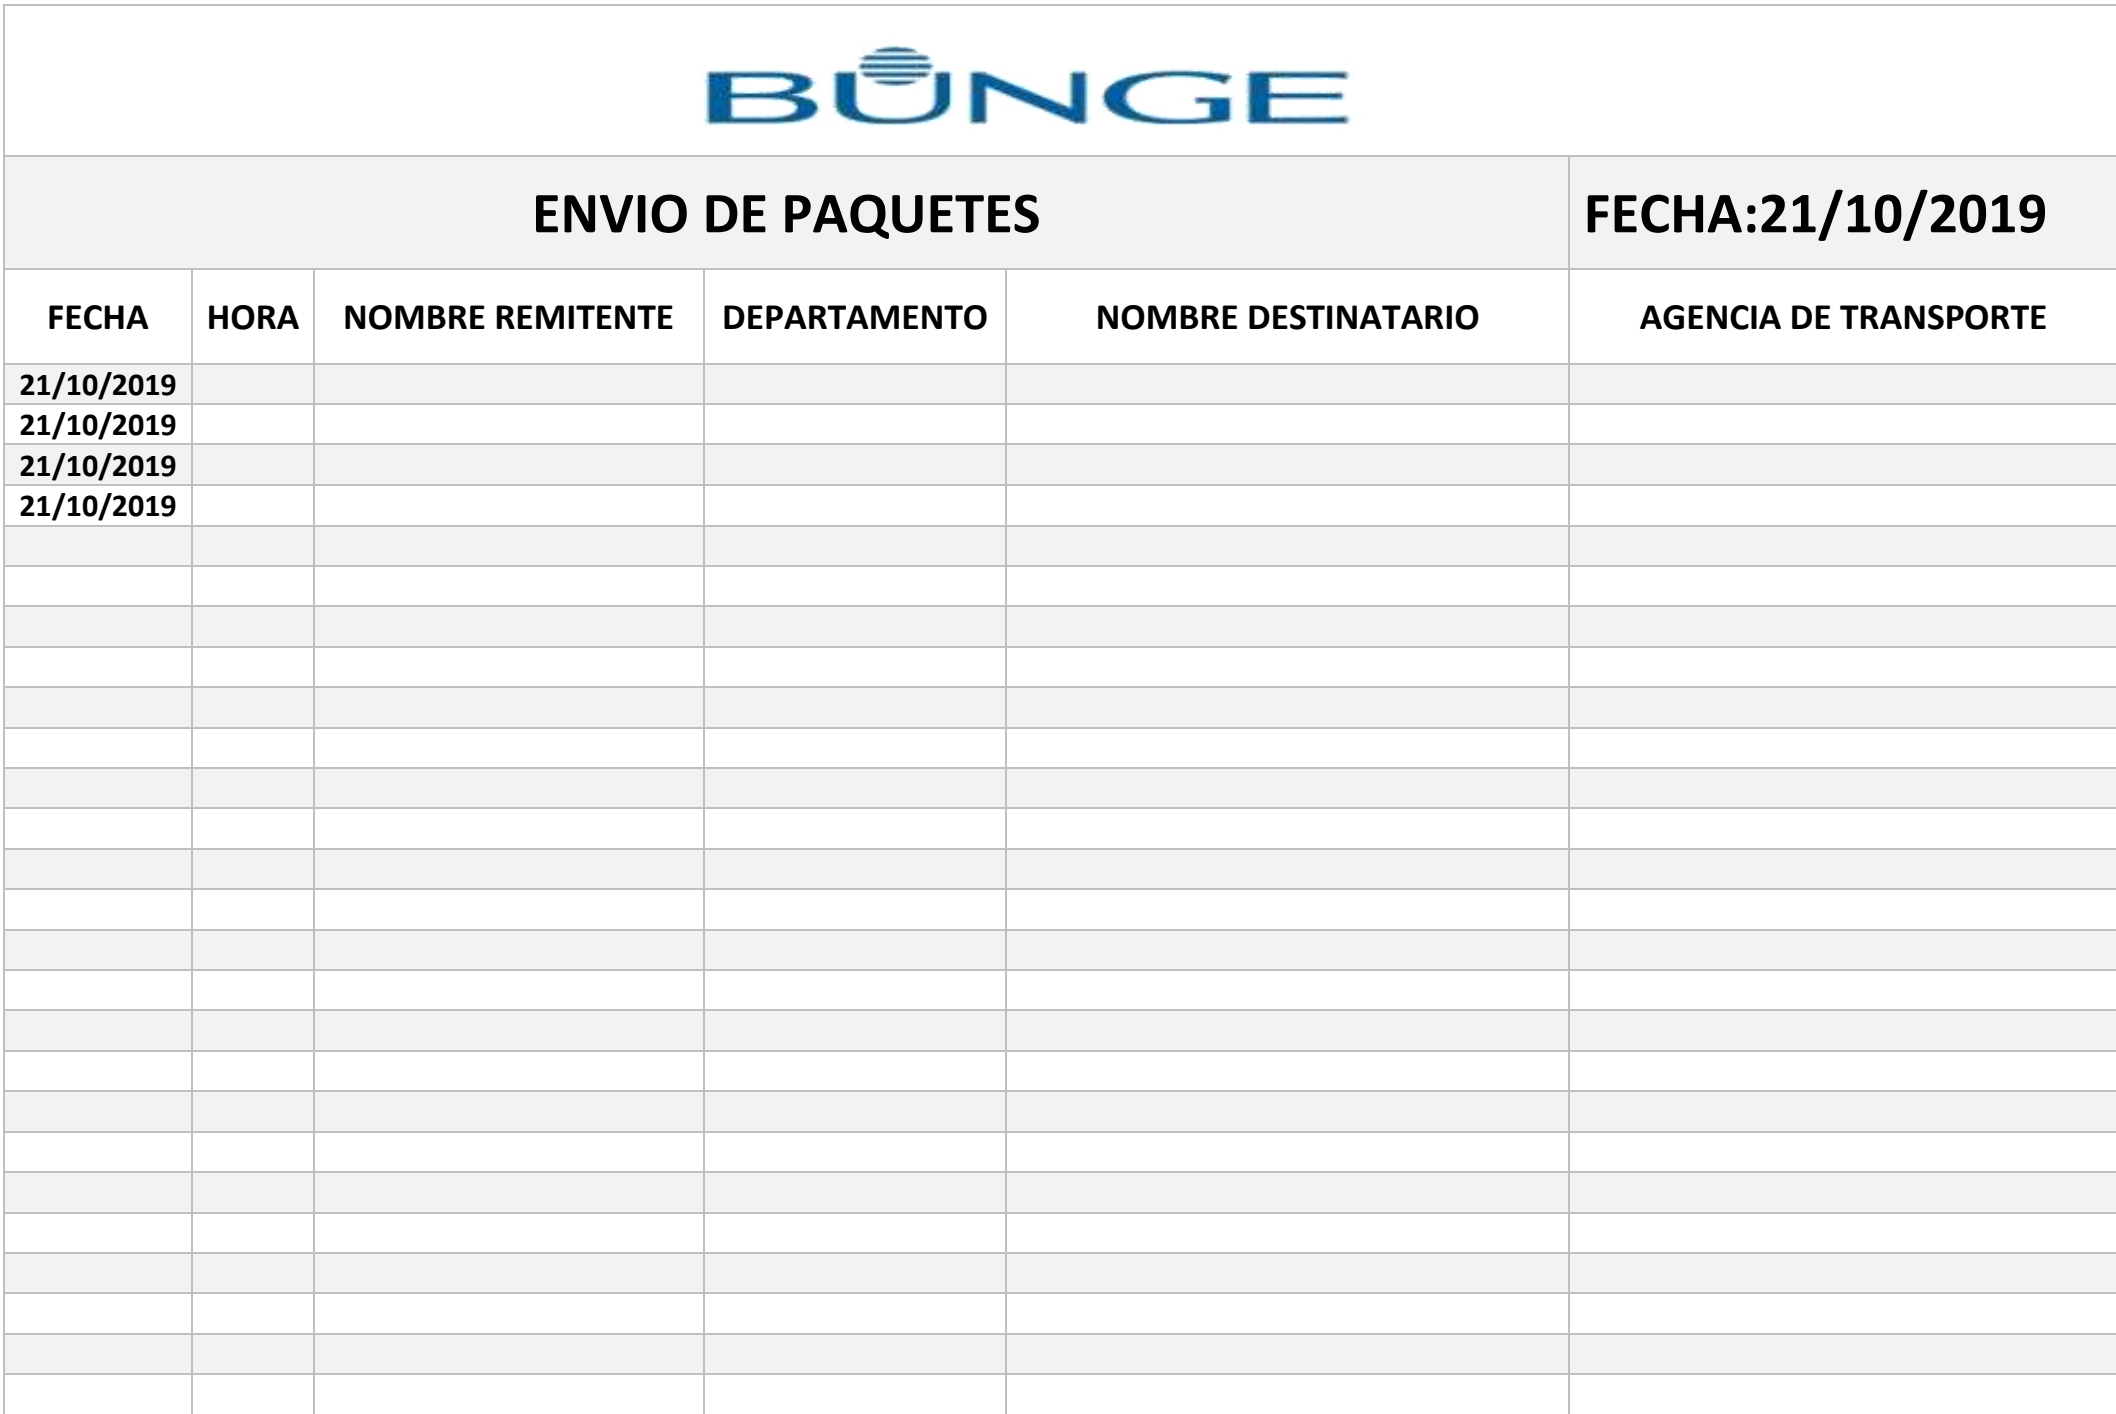 BUNGE
ENVIO DE PAQUETES FECHA:21/10/2019
FECHA HORA NOMBRE REMITENTE DEPARTAMENTO NOMBRE DESTINATARIO AGENCIA DE TRANSPORTE
21/10/2019
21/10/2019
21/10/2019
21/10/2019